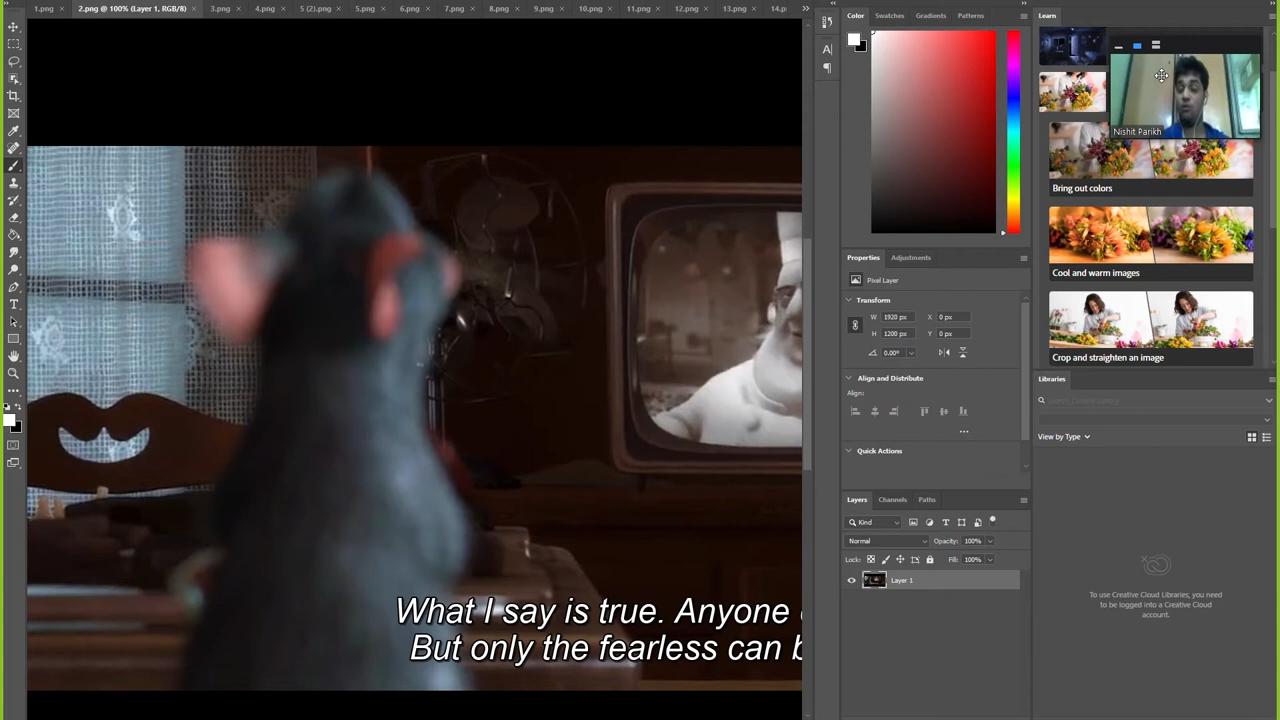 1.png
2.png @ 100% (Layer 1, RGB/8)
3.png
4.png
5 (2).png
5.png
7.png
8.png
9.png
10.png
11.png
12.png
13.png
Color
Swatches
Gradients
Patterns
Learn
Nishit Parikh
Bring out colors
Cool and warm images
Crop and straighten an image
Properties
Adjustments
Pixel Layer
Transform
W 1920 px X 0 px
H 1200 px Y 0 px
0.00°
Align and Distribute
Align:
Quick Actions
Layers
Channels
Paths
Kind
Normal
Opacity: 100%
Lock:
Fill: 100%
Layer 1
Libraries
View by Type
To use Creative Cloud Libraries, you need
to be logged into a Creative Cloud
account.
What I say is true. Anyone
But only the fearless can b